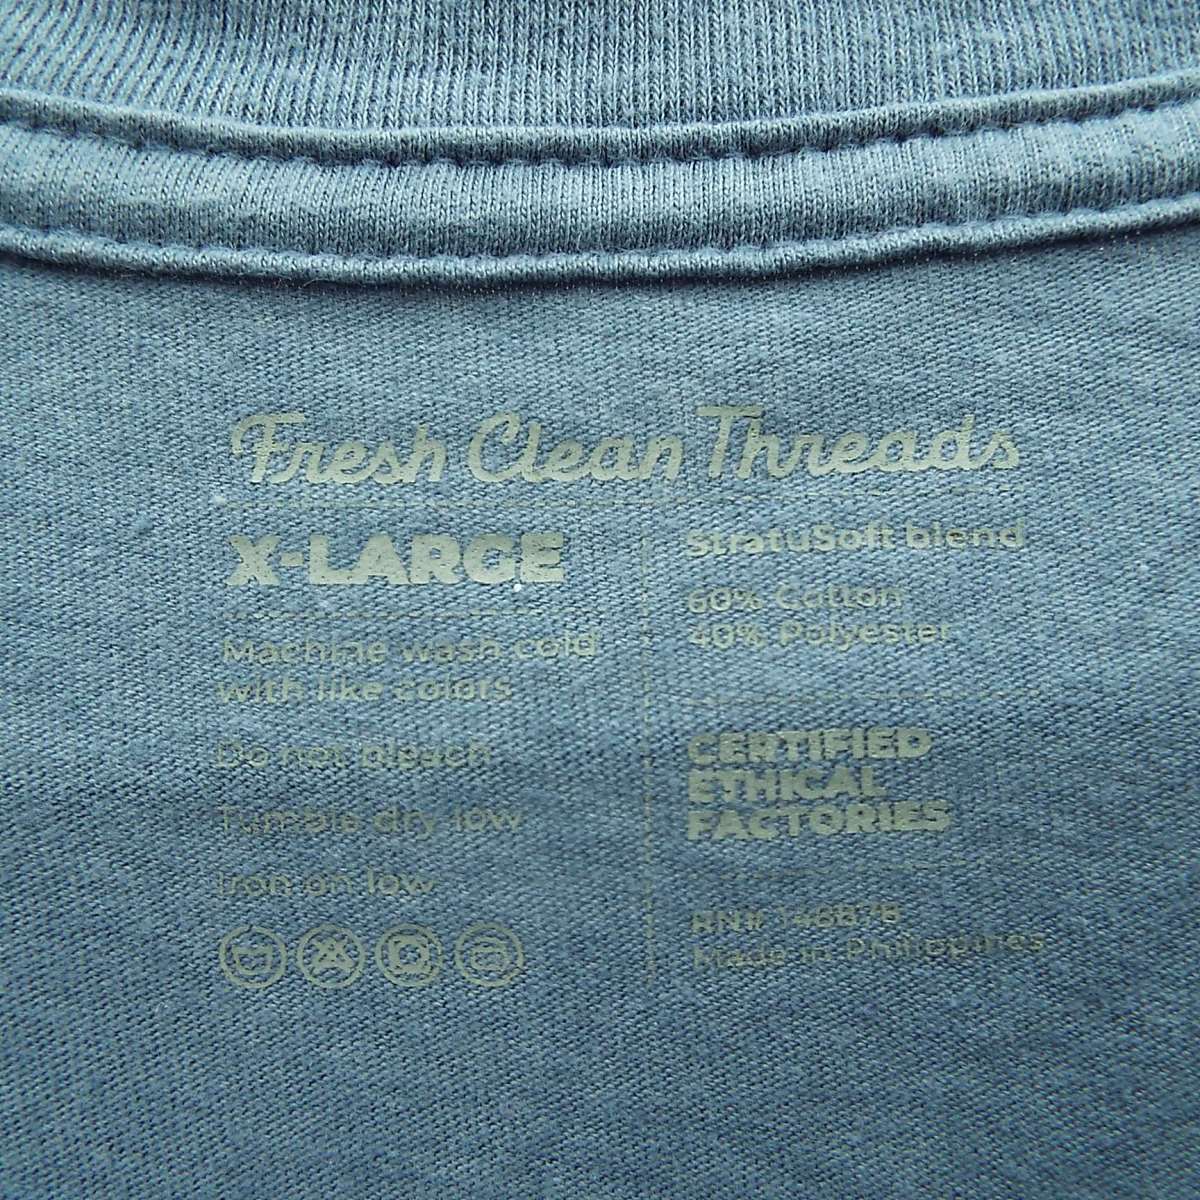 Fresh Clean Threads
X-LARGE
Machine wash cold
with like colors
Do not bleach
Tumble dry low
Iron on low
StratuSoft blend
60% Cotton
40% Polyester
CERTIFIED
ETHICAL
FACTORIES
RN#
Made in Philippines